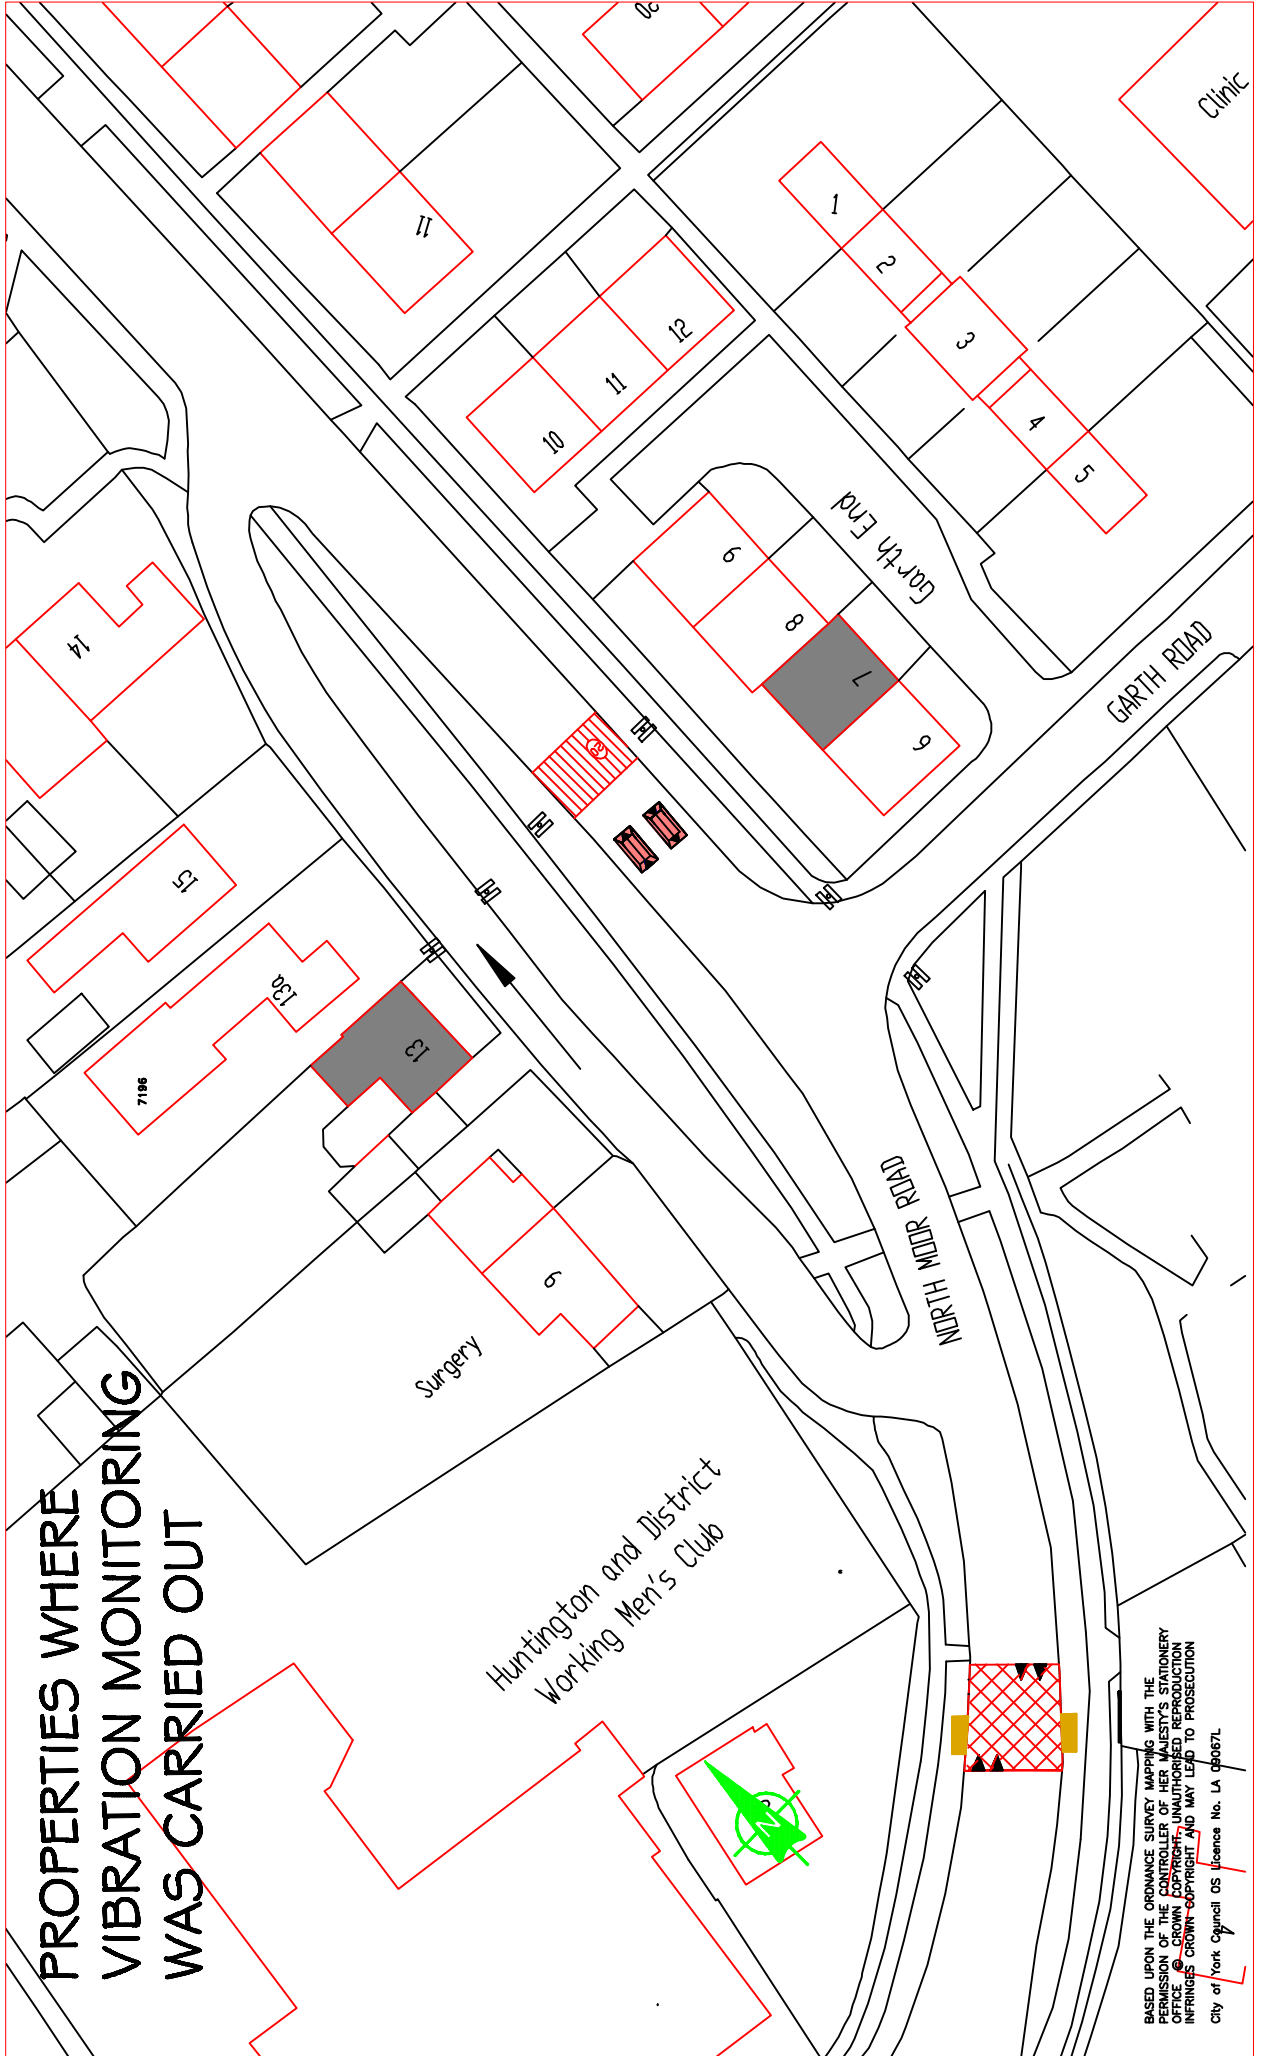 PROPERTIES WHERE
VIBRATION MONITORING
WAS CARRIED OUT
20
Clinic
11
1
2
3
4
5
12
11
10
9
8
7
6
Garth End
GARTH ROAD
14
15
13a
7196
13
9
Surgery
NORTH MOOR ROAD
Huntington and District
Working Men's Club
N
4
BASED UPON THE ORDNANCE SURVEY MAPPING WITH THE
PERMISSION OF THE CONTROLLER OF HER MAJESTY'S STATIONERY
OFFICE © CROWN COPYRIGHT. UNAUTHORISED REPRODUCTION
INFRINGES CROWN COPYRIGHT AND MAY LEAD TO PROSECUTION
City of York Council OS Licence No. LA 09067L